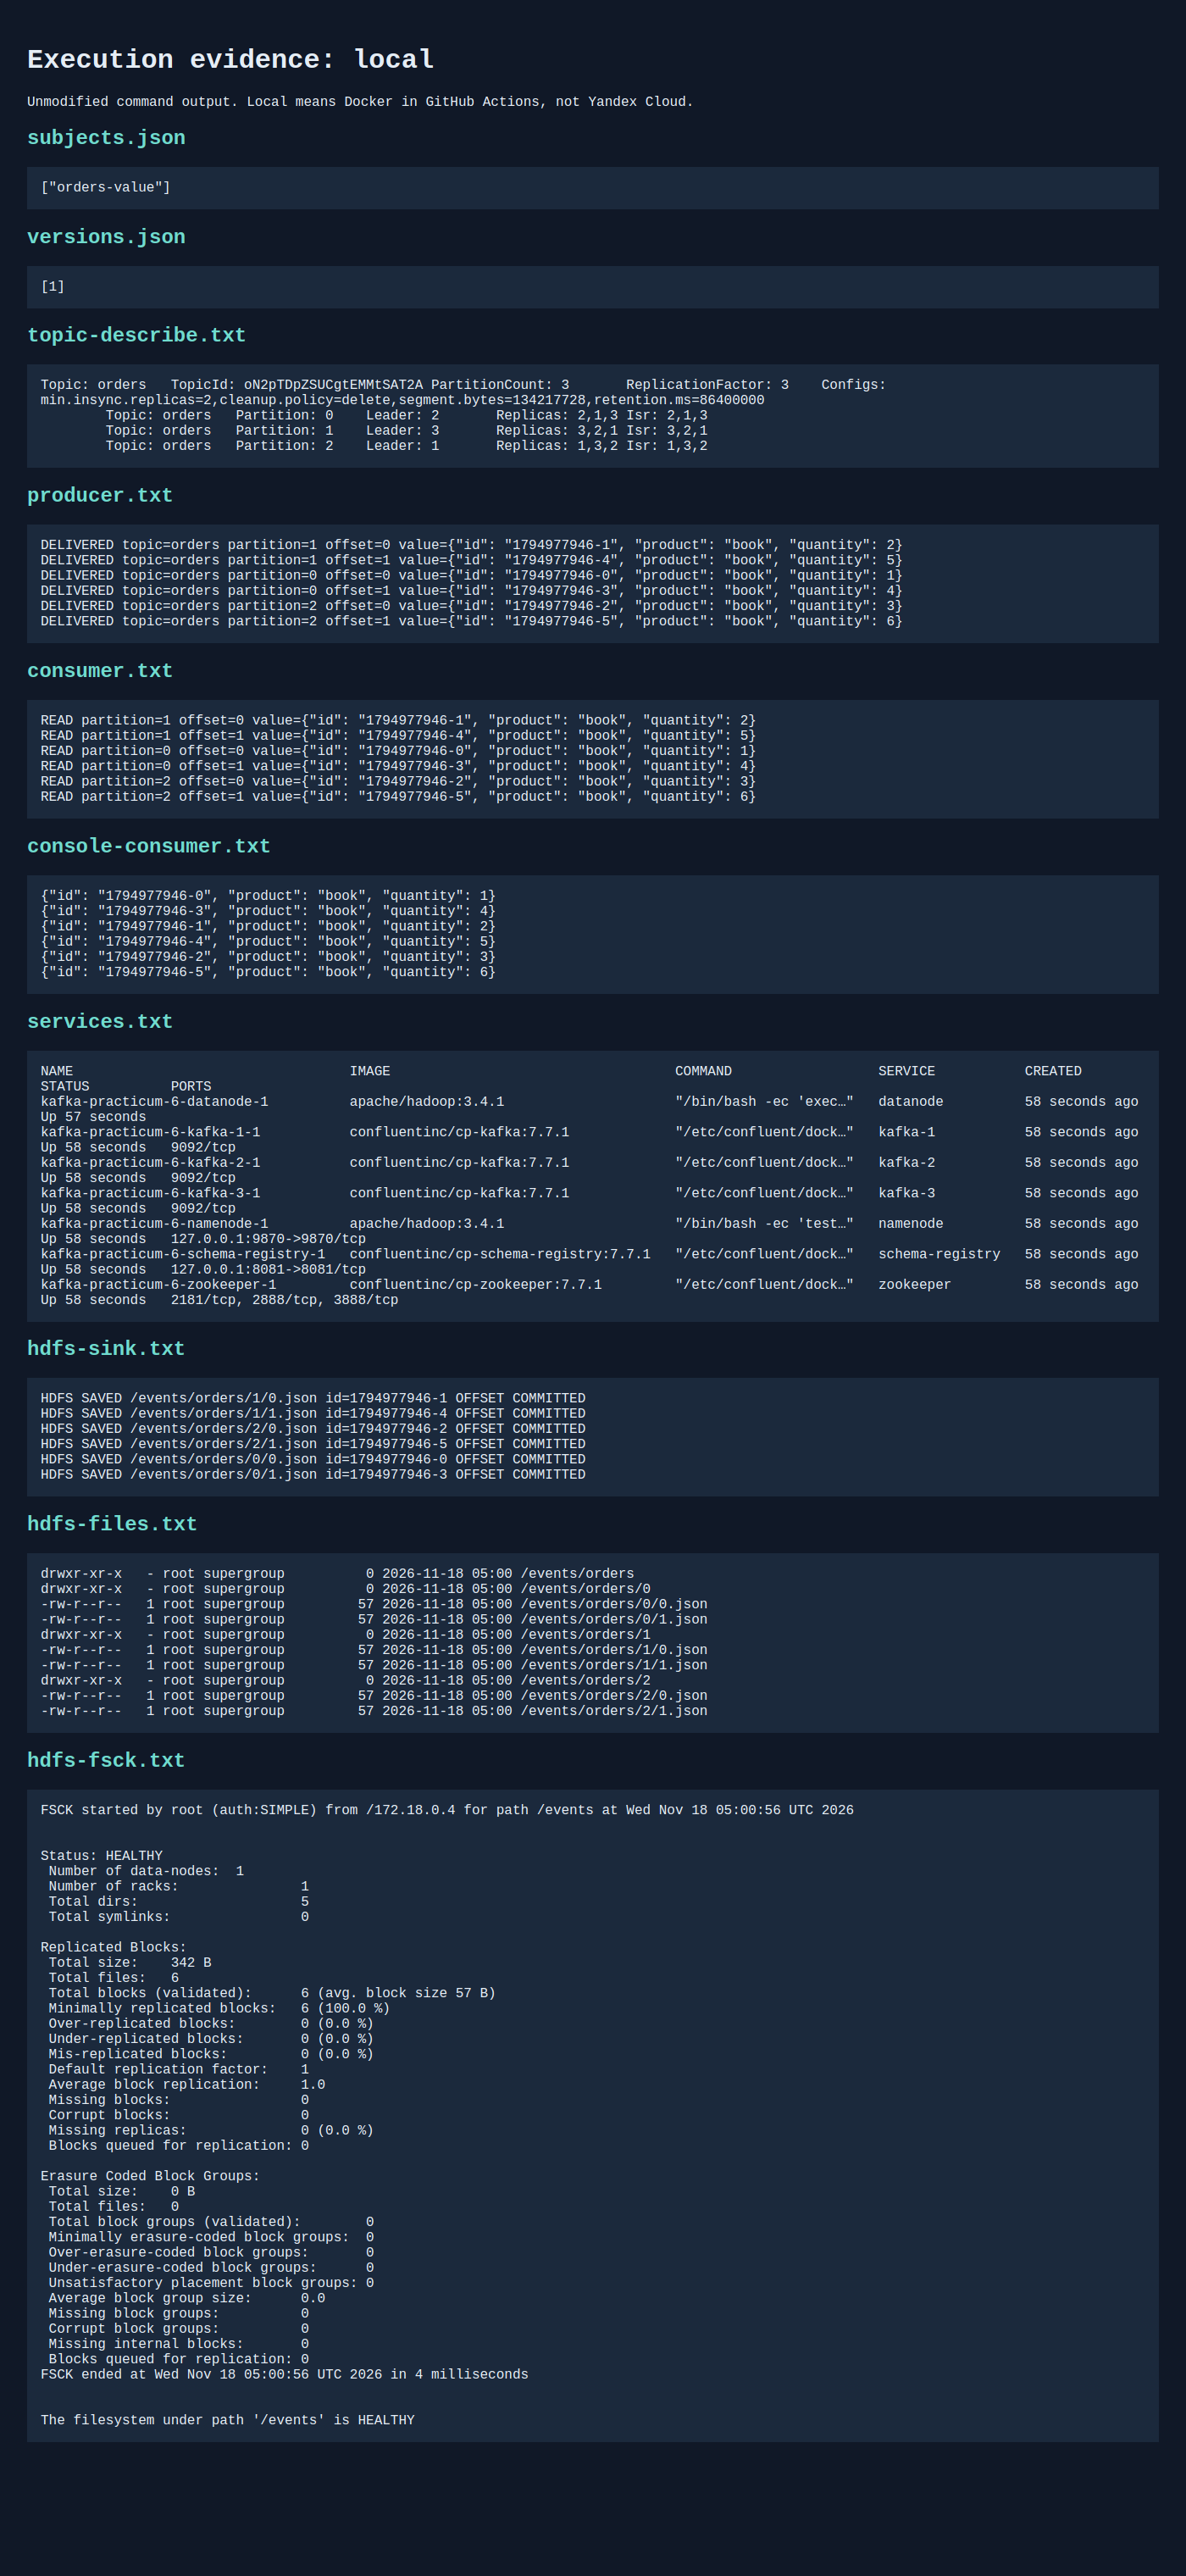 Execution evidence: local
Unmodified command output. Local means Docker in GitHub Actions, not Yandex Cloud.
subjects.json
["orders-value"]
versions.json
[1]
topic-describe.txt
Topic: orders   TopicId: oN2pTDpZSUCgtEMMtSAT2A PartitionCount: 3       ReplicationFactor: 3    Configs:
min.insync.replicas=2,cleanup.policy=delete,segment.bytes=134217728,retention.ms=86400000
        Topic: orders   Partition: 0    Leader: 2       Replicas: 2,1,3 Isr: 2,1,3
        Topic: orders   Partition: 1    Leader: 3       Replicas: 3,2,1 Isr: 3,2,1
        Topic: orders   Partition: 2    Leader: 1       Replicas: 1,3,2 Isr: 1,3,2
producer.txt
DELIVERED topic=orders partition=1 offset=0 value={"id": "1794977946-1", "product": "book", "quantity": 2}
DELIVERED topic=orders partition=1 offset=1 value={"id": "1794977946-4", "product": "book", "quantity": 5}
DELIVERED topic=orders partition=0 offset=0 value={"id": "1794977946-0", "product": "book", "quantity": 1}
DELIVERED topic=orders partition=0 offset=1 value={"id": "1794977946-3", "product": "book", "quantity": 4}
DELIVERED topic=orders partition=2 offset=0 value={"id": "1794977946-2", "product": "book", "quantity": 3}
DELIVERED topic=orders partition=2 offset=1 value={"id": "1794977946-5", "product": "book", "quantity": 6}
consumer.txt
READ partition=1 offset=0 value={"id": "1794977946-1", "product": "book", "quantity": 2}
READ partition=1 offset=1 value={"id": "1794977946-4", "product": "book", "quantity": 5}
READ partition=0 offset=0 value={"id": "1794977946-0", "product": "book", "quantity": 1}
READ partition=0 offset=1 value={"id": "1794977946-3", "product": "book", "quantity": 4}
READ partition=2 offset=0 value={"id": "1794977946-2", "product": "book", "quantity": 3}
READ partition=2 offset=1 value={"id": "1794977946-5", "product": "book", "quantity": 6}
console-consumer.txt
{"id": "1794977946-0", "product": "book", "quantity": 1}
{"id": "1794977946-3", "product": "book", "quantity": 4}
{"id": "1794977946-1", "product": "book", "quantity": 2}
{"id": "1794977946-4", "product": "book", "quantity": 5}
{"id": "1794977946-2", "product": "book", "quantity": 3}
{"id": "1794977946-5", "product": "book", "quantity": 6}
services.txt
NAME                                  IMAGE                                   COMMAND                  SERVICE           CREATED
STATUS          PORTS
kafka-practicum-6-datanode-1          apache/hadoop:3.4.1                     "/bin/bash -ec 'exec…"   datanode          58 seconds ago
Up 57 seconds
kafka-practicum-6-kafka-1-1           confluentinc/cp-kafka:7.7.1             "/etc/confluent/dock…"   kafka-1           58 seconds ago
Up 58 seconds   9092/tcp
kafka-practicum-6-kafka-2-1           confluentinc/cp-kafka:7.7.1             "/etc/confluent/dock…"   kafka-2           58 seconds ago
Up 58 seconds   9092/tcp
kafka-practicum-6-kafka-3-1           confluentinc/cp-kafka:7.7.1             "/etc/confluent/dock…"   kafka-3           58 seconds ago
Up 58 seconds   9092/tcp
kafka-practicum-6-namenode-1          apache/hadoop:3.4.1                     "/bin/bash -ec 'test…"   namenode          58 seconds ago
Up 58 seconds   127.0.0.1:9870->9870/tcp
kafka-practicum-6-schema-registry-1   confluentinc/cp-schema-registry:7.7.1   "/etc/confluent/dock…"   schema-registry   58 seconds ago
Up 58 seconds   127.0.0.1:8081->8081/tcp
kafka-practicum-6-zookeeper-1         confluentinc/cp-zookeeper:7.7.1         "/etc/confluent/dock…"   zookeeper         58 seconds ago
Up 58 seconds   2181/tcp, 2888/tcp, 3888/tcp
hdfs-sink.txt
HDFS SAVED /events/orders/1/0.json id=1794977946-1 OFFSET COMMITTED
HDFS SAVED /events/orders/1/1.json id=1794977946-4 OFFSET COMMITTED
HDFS SAVED /events/orders/2/0.json id=1794977946-2 OFFSET COMMITTED
HDFS SAVED /events/orders/2/1.json id=1794977946-5 OFFSET COMMITTED
HDFS SAVED /events/orders/0/0.json id=1794977946-0 OFFSET COMMITTED
HDFS SAVED /events/orders/0/1.json id=1794977946-3 OFFSET COMMITTED
hdfs-files.txt
drwxr-xr-x   - root supergroup          0 2026-11-18 05:00 /events/orders
drwxr-xr-x   - root supergroup          0 2026-11-18 05:00 /events/orders/0
-rw-r--r--   1 root supergroup         57 2026-11-18 05:00 /events/orders/0/0.json
-rw-r--r--   1 root supergroup         57 2026-11-18 05:00 /events/orders/0/1.json
drwxr-xr-x   - root supergroup          0 2026-11-18 05:00 /events/orders/1
-rw-r--r--   1 root supergroup         57 2026-11-18 05:00 /events/orders/1/0.json
-rw-r--r--   1 root supergroup         57 2026-11-18 05:00 /events/orders/1/1.json
drwxr-xr-x   - root supergroup          0 2026-11-18 05:00 /events/orders/2
-rw-r--r--   1 root supergroup         57 2026-11-18 05:00 /events/orders/2/0.json
-rw-r--r--   1 root supergroup         57 2026-11-18 05:00 /events/orders/2/1.json
hdfs-fsck.txt
FSCK started by root (auth:SIMPLE) from /172.18.0.4 for path /events at Wed Nov 18 05:00:56 UTC 2026
Status: HEALTHY
 Number of data-nodes:  1
 Number of racks:               1
 Total dirs:                    5
 Total symlinks:                0
Replicated Blocks:
 Total size:    342 B
 Total files:   6
 Total blocks (validated):      6 (avg. block size 57 B)
 Minimally replicated blocks:   6 (100.0 %)
 Over-replicated blocks:        0 (0.0 %)
 Under-replicated blocks:       0 (0.0 %)
 Mis-replicated blocks:         0 (0.0 %)
 Default replication factor:    1
 Average block replication:     1.0
 Missing blocks:                0
 Corrupt blocks:                0
 Missing replicas:              0 (0.0 %)
 Blocks queued for replication: 0
Erasure Coded Block Groups:
 Total size:    0 B
 Total files:   0
 Total block groups (validated):        0
 Minimally erasure-coded block groups:  0
 Over-erasure-coded block groups:       0
 Under-erasure-coded block groups:      0
 Unsatisfactory placement block groups: 0
 Average block group size:      0.0
 Missing block groups:          0
 Corrupt block groups:          0
 Missing internal blocks:       0
 Blocks queued for replication: 0
FSCK ended at Wed Nov 18 05:00:56 UTC 2026 in 4 milliseconds
The filesystem under path '/events' is HEALTHY